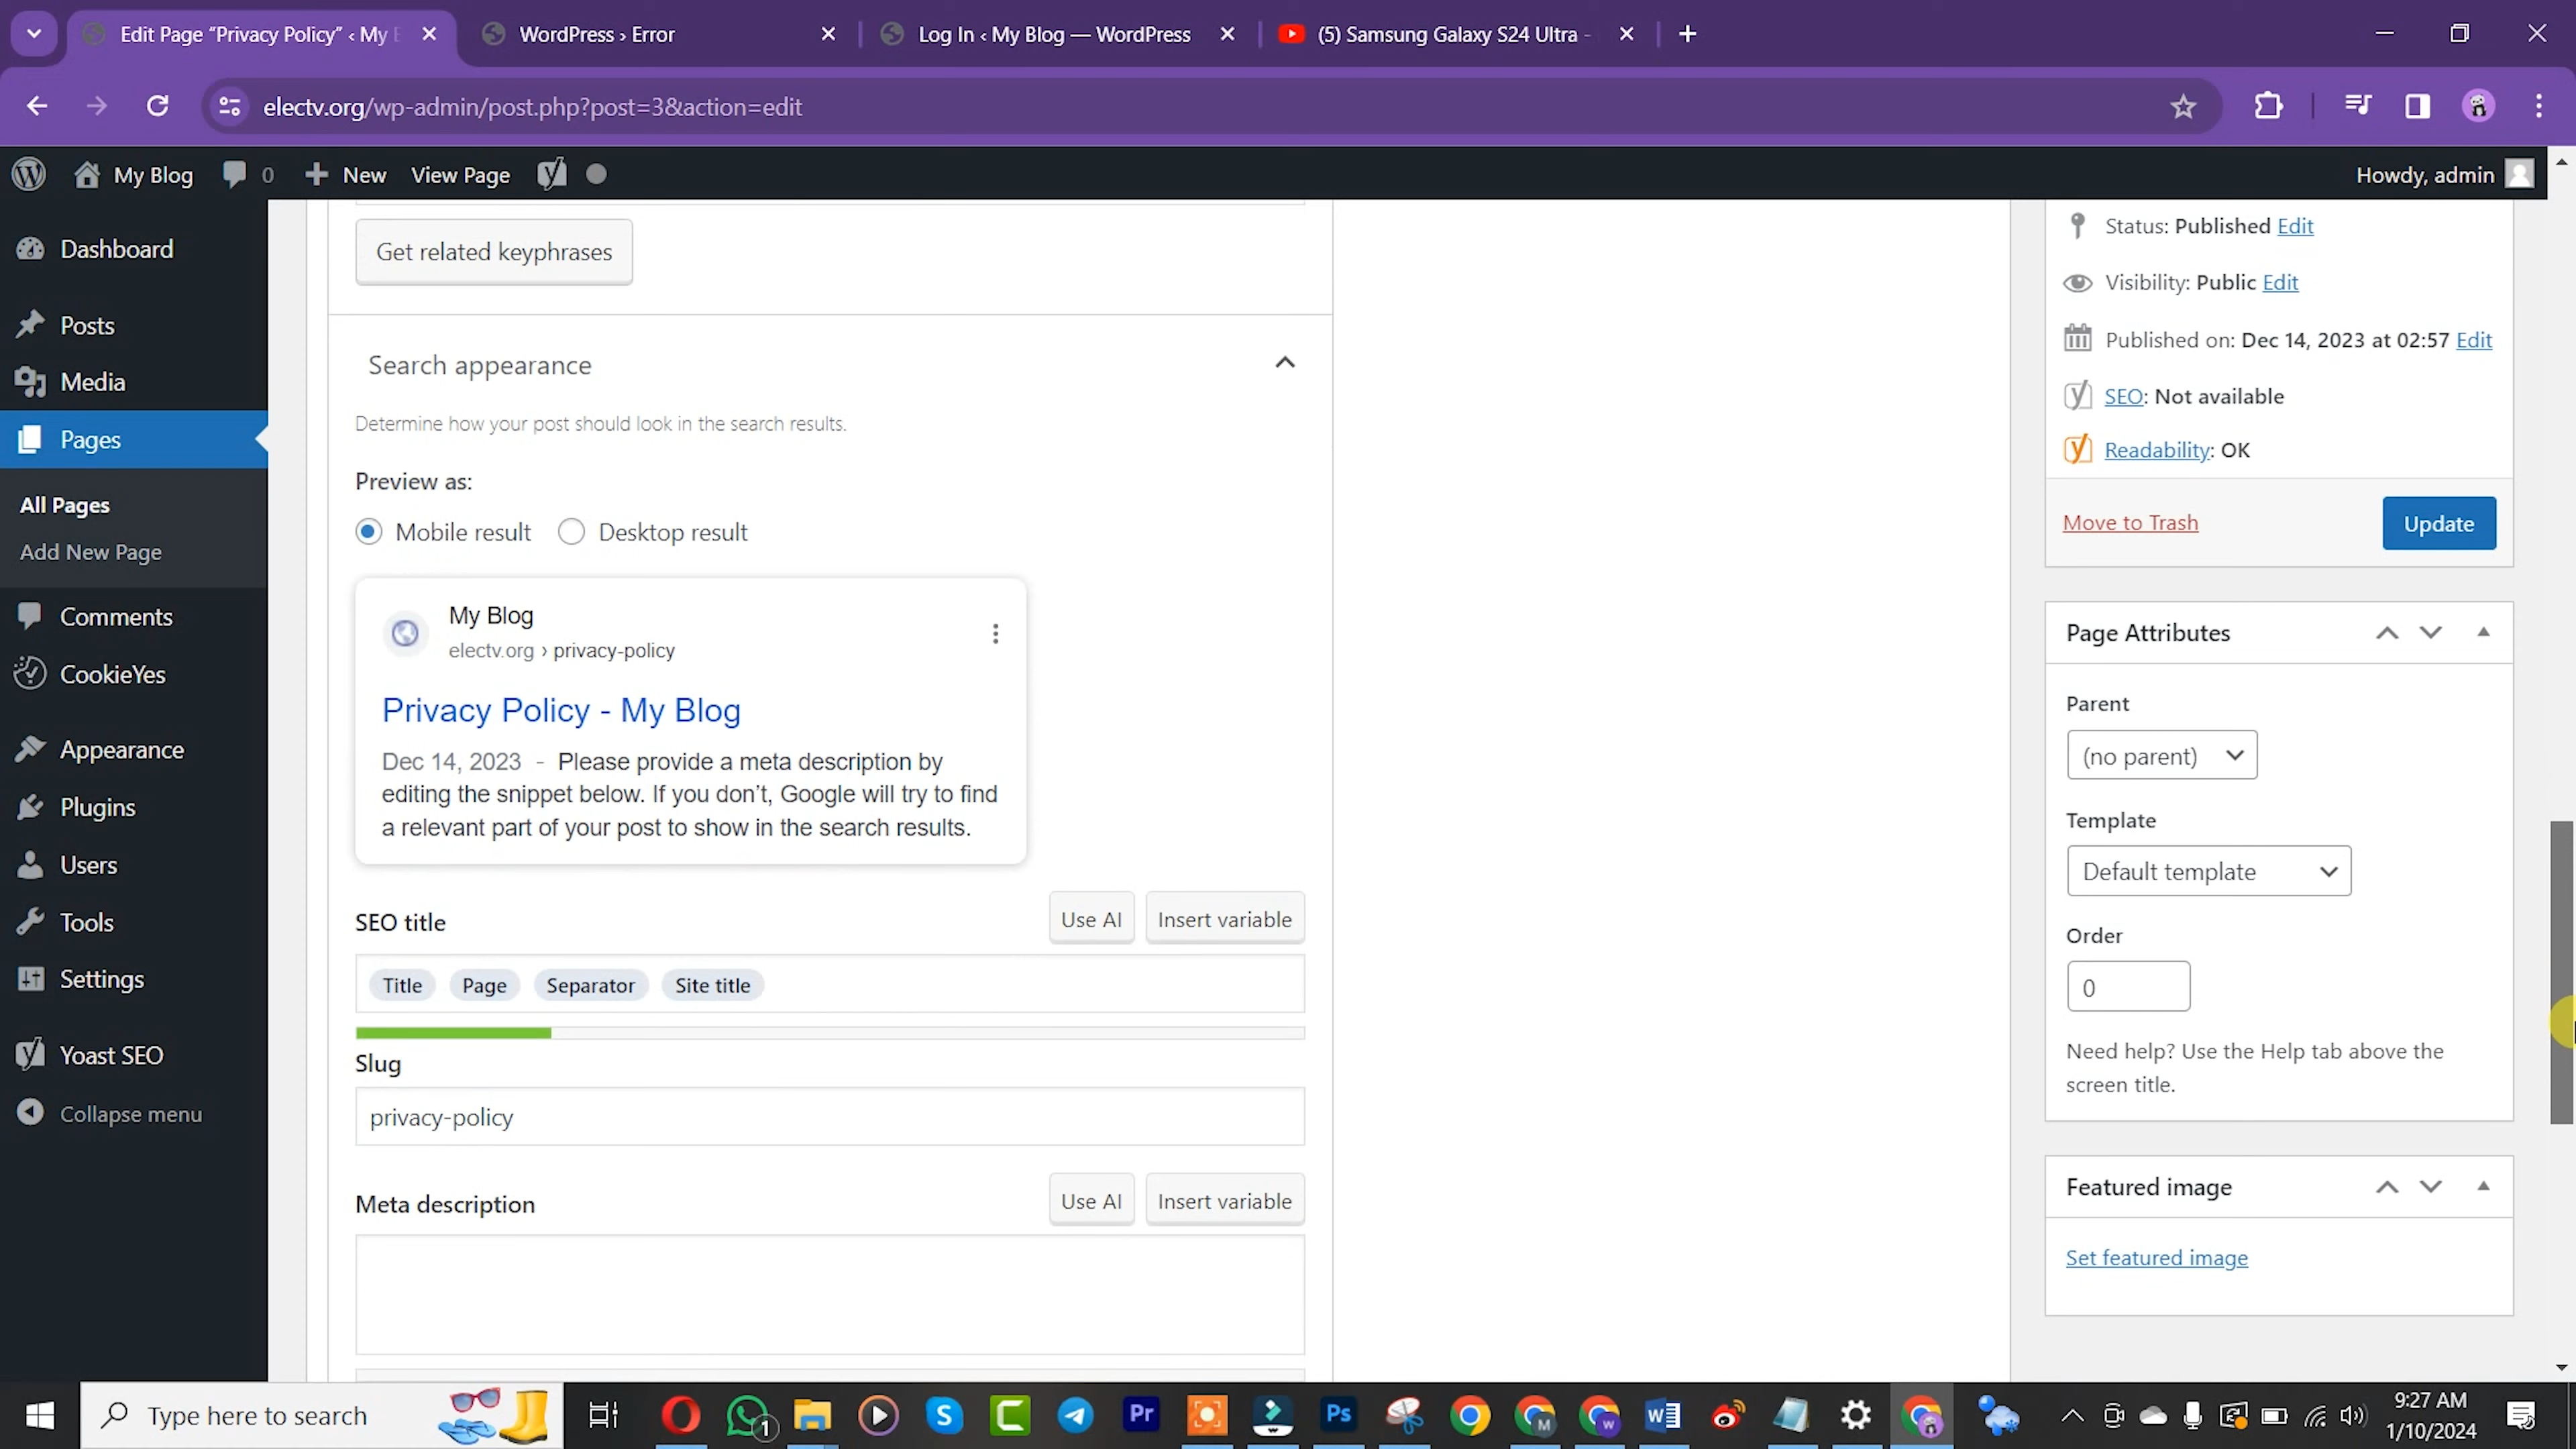 Edit Page “Privacy Policy” ‹ My B
WordPress › Error
Log In ‹ My Blog — WordPress
(5) Samsung Galaxy S24 Ultra -
electv.org/wp-admin/post.php?post=3&action=edit
My Blog
0
New
View Page
Howdy, admin
Dashboard
Posts
Media
Pages
All Pages
Add New Page
Comments
CookieYes
Appearance
Plugins
Users
Tools
Settings
Yoast SEO
Collapse menu
Get related keyphrases
Search appearance
Determine how your post should look in the search results.
Preview as:
Mobile result
Desktop result
My Blog
electv.org › privacy-policy
Privacy Policy - My Blog
Dec 14, 2023 - Please provide a meta description by
editing the snippet below. If you don’t, Google will try to find
a relevant part of your post to show in the search results.
SEO title
Use AI
Insert variable
Title Page Separator Site title
Slug
privacy-policy
Meta description
Use AI
Insert variable
Status: Published Edit
Visibility: Public Edit
Published on: Dec 14, 2023 at 02:57 Edit
SEO: Not available
Readability: OK
Move to Trash
Update
Page Attributes
Parent
(no parent)
Template
Default template
Order
0
Need help? Use the Help tab above the
screen title.
Featured image
Set featured image
Type here to search
1
Pr
Ps
M
W
9:27 AM
1/10/2024